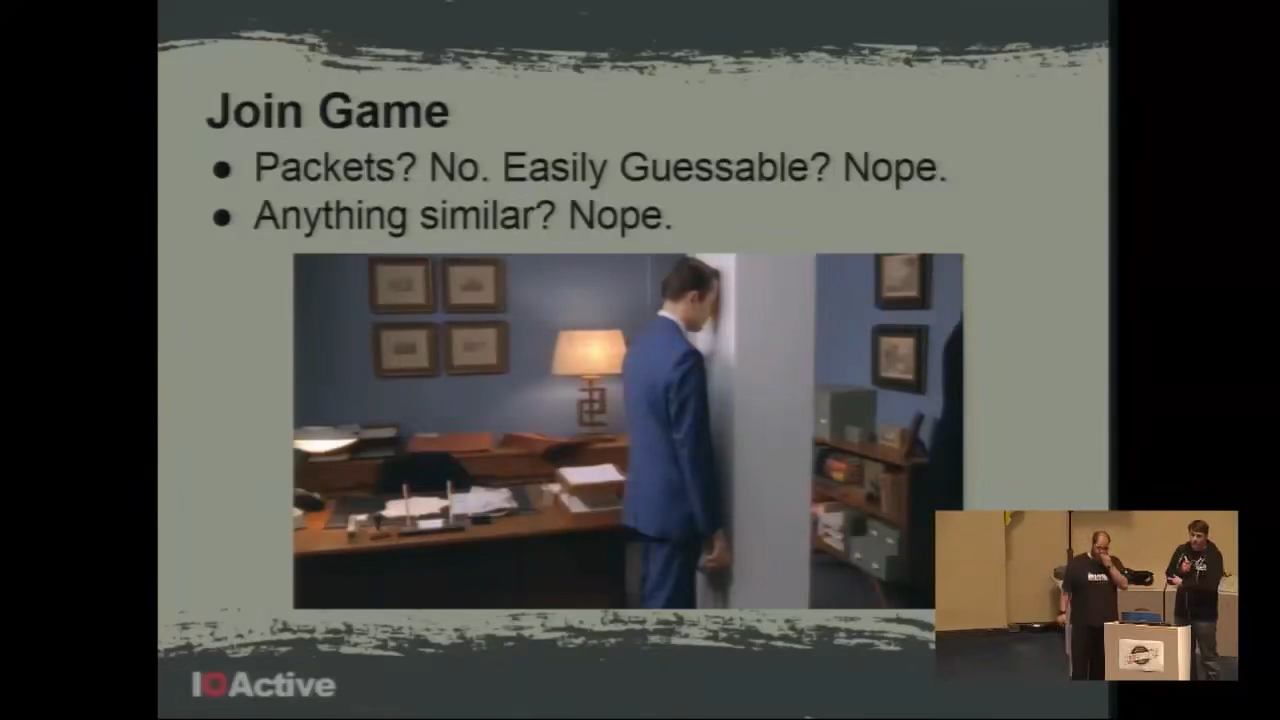 Join Game
● Packets? No. Easily Guessable? Nope.
● Anything similar? Nope.
IOActive